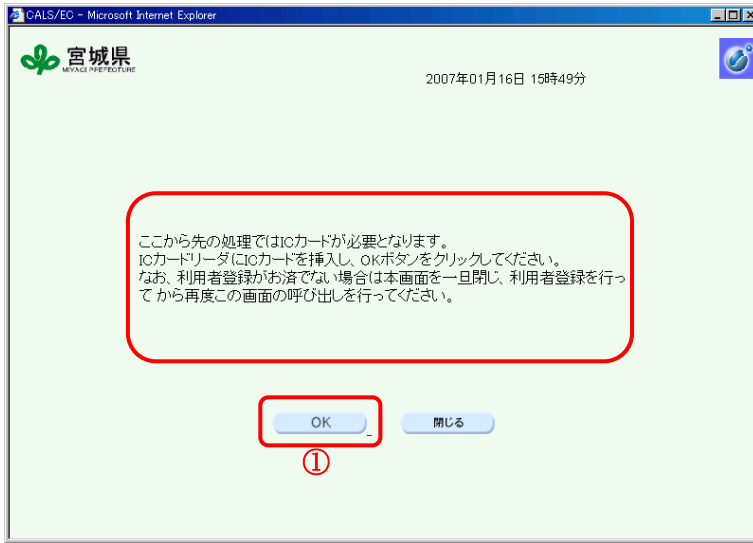 CALS/EC - Microsoft Internet Explorer
宮城県
MIYAGI PREFECTURE
2007年01月16日 15時49分
ここから先の処理ではICカードが必要となります。
ICカードリーダにICカードを挿入し、OKボタンをクリックしてください。
なお、利用者登録がお済でない場合は本画面を一旦閉じ、利用者登録を行っ
て から再度この画面の呼び出しを行ってください。
OK 閉じる
①